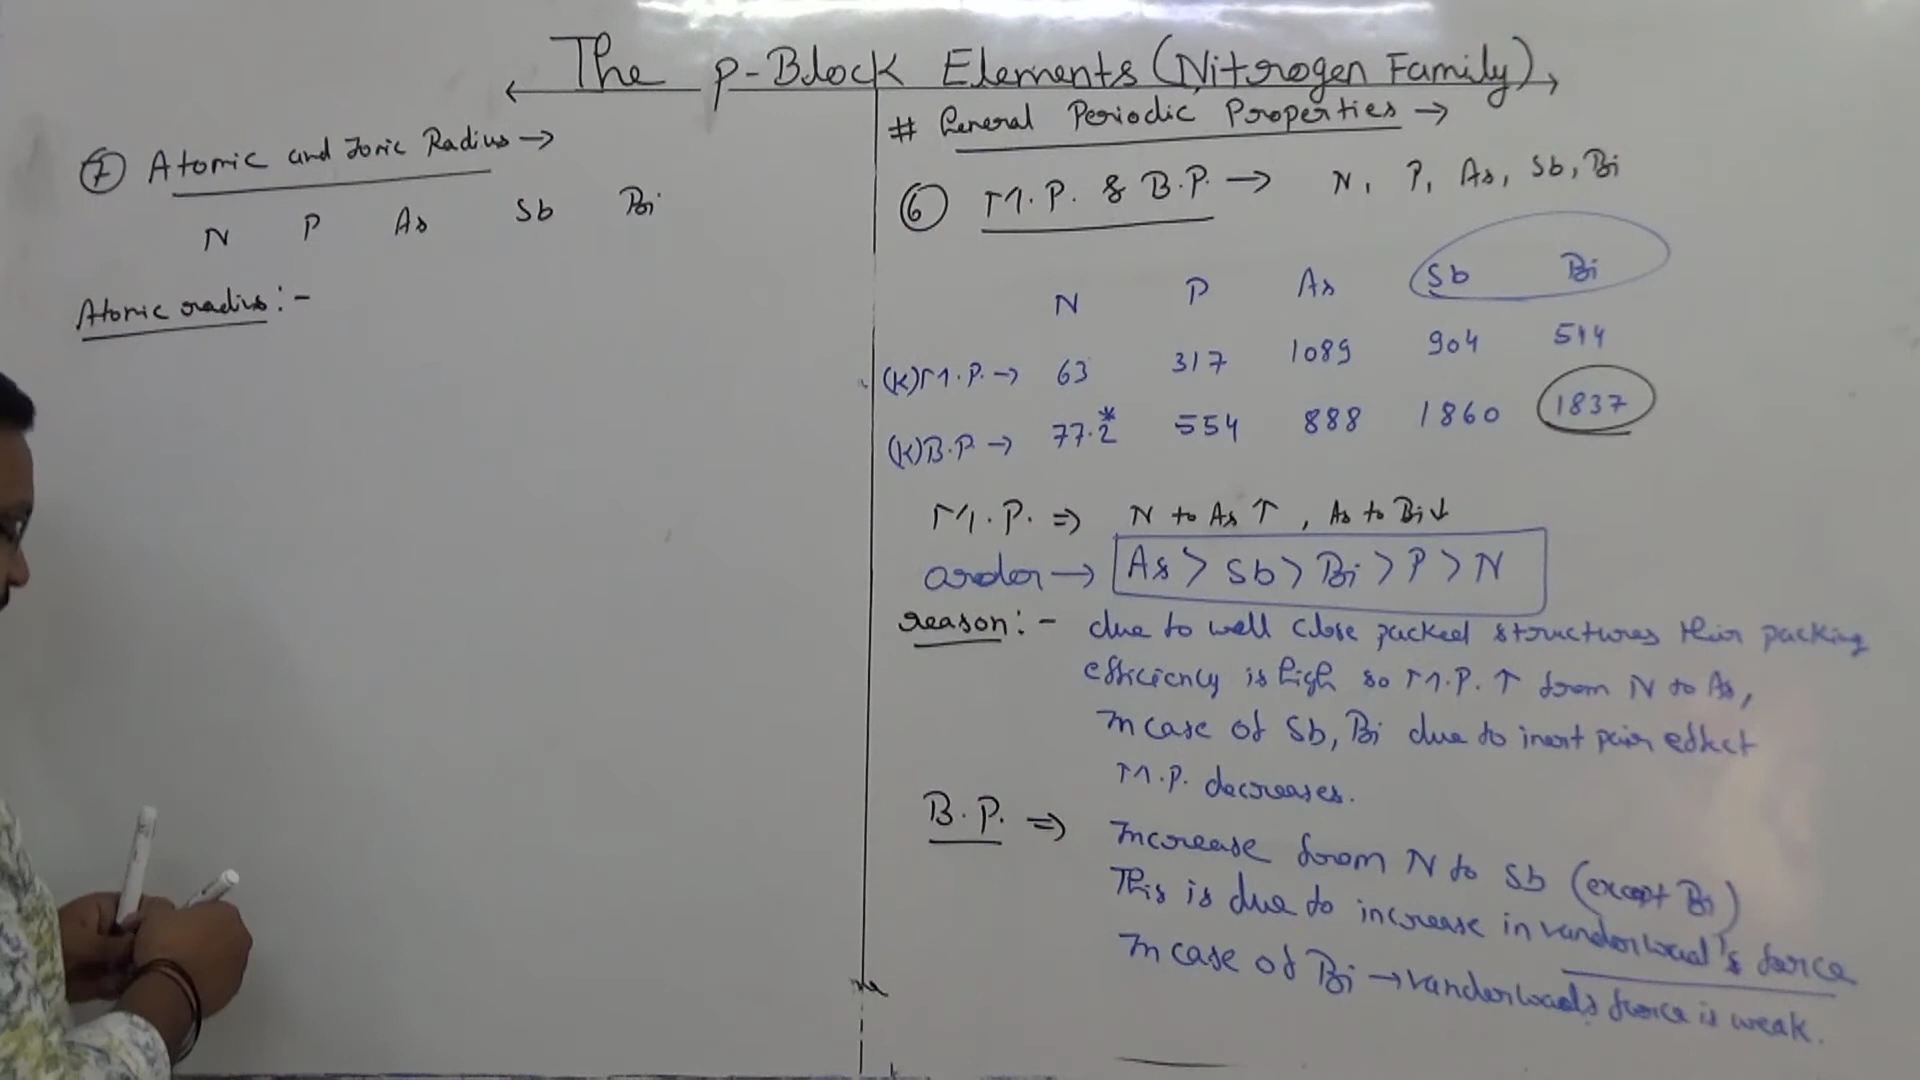 The p-Block Elements (Nitrogen Family)
⑦ Atomic and Ionic Radius →
N P As Sb Bi
Atomic radius :-
# General Periodic Properties →
⑥ M.P. & B.P. → N, P, As, Sb, Bi
N P As Sb Bi
(K) M.P. → 63 317 1089 904 544
(K) B.P → 77.2* 554 888 1860 1837
M.P. ⇒ N to As ↑, As to Bi ↓
order → As > Sb > Bi > P > N
reason :- due to well close packed structures their packing
efficiency is high so M.P. ↑ from N to As,
In case of Sb, Bi due to inert pair effect
M.P. decreases.
B.P. ⇒ Increase from N to Sb (except Bi)
This is due to increase in vanderwaal's force
In case of Bi → vanderwaals force is weak.